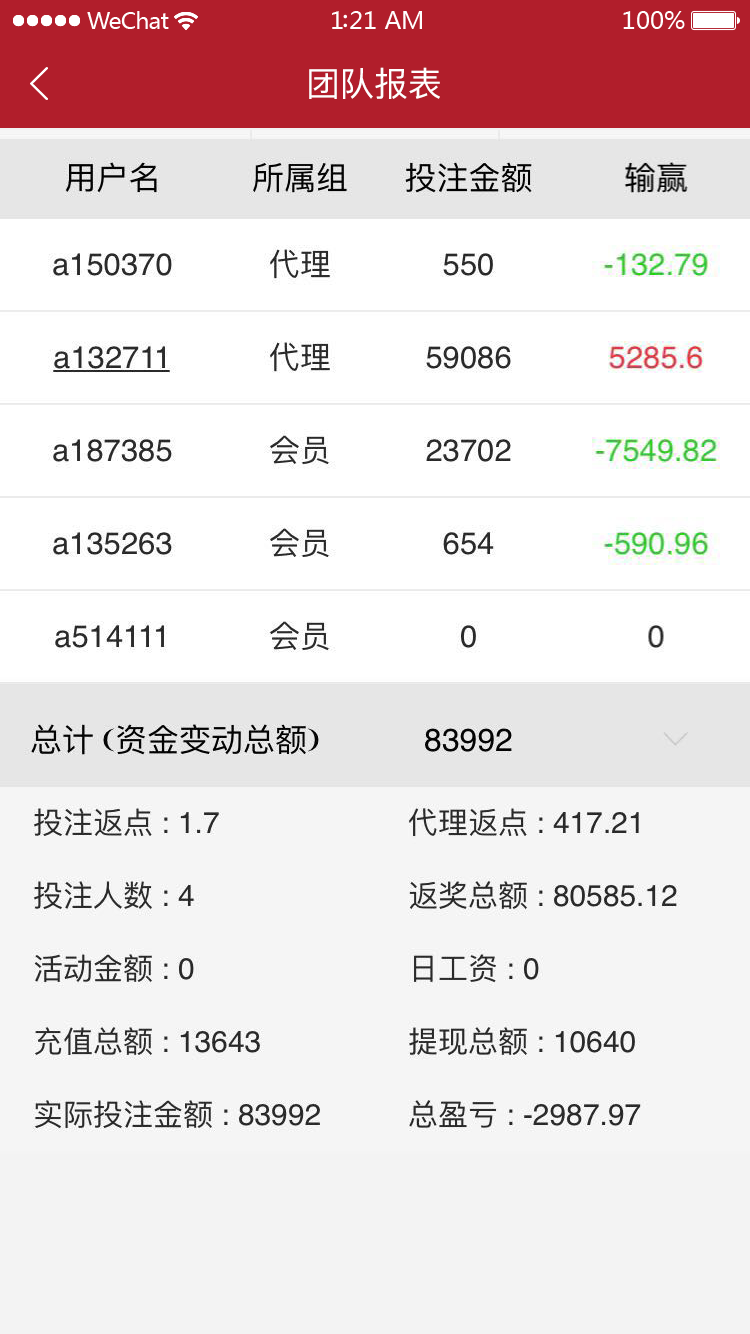 WeChat 1:21 AM 100%
团队报表
用户名 所属组 投注金额 输赢
a150370 代理 550 -132.79
a132711 代理 59086 5285.6
a187385 会员 23702 -7549.82
a135263 会员 654 -590.96
a514111 会员 0 0
总计 (资金变动总额) 83992
投注返点 : 1.7 代理返点 : 417.21
投注人数 : 4 返奖总额 : 80585.12
活动金额 : 0 日工资 : 0
充值总额 : 13643 提现总额 : 10640
实际投注金额 : 83992 总盈亏 : -2987.97